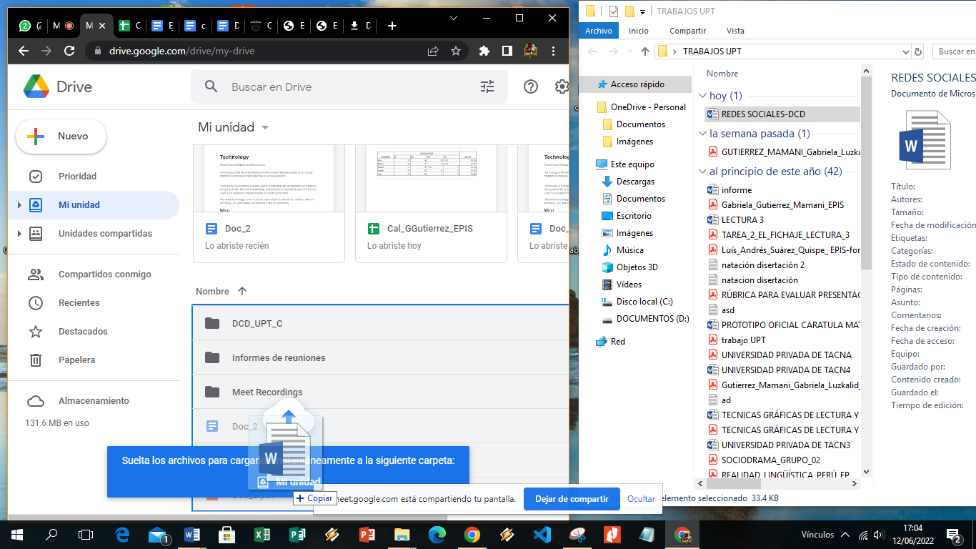 M
M
C
E
c
D
C
E
E
D
drive.google.com/drive/my-drive
Drive
Buscar en Drive
Nuevo
Mi unidad
Prioridad
Mi unidad
Unidades compartidas
Compartidos conmigo
Recientes
Destacados
Papelera
Almacenamiento
131.6 MB en uso
Technology
Technology
Doc_2
Lo abriste recién
Cal_GGutierrez_EPIS
Lo abriste hoy
Doc_
Lo abriste
Nombre
DCD_UPT_C
Informes de reuniones
Meet Recordings
Doc_2
Suelta los archivos para cargar
neamente a la siguiente carpeta:
Mi unidad
+ Copiar
meet.google.com está compartiendo tu pantalla.
Dejar de compartir
Ocultar
TRABAJOS UPT
Archivo
Inicio
Compartir
Vista
TRABAJOS UPT
Buscar en
Acceso rápido
OneDrive - Personal
Documentos
Imágenes
Este equipo
Descargas
Documentos
Escritorio
Imágenes
Música
Objetos 3D
Vídeos
Disco local (C:)
DOCUMENTOS (D:)
Red
Nombre
hoy (1)
REDES SOCIALES-DCD
la semana pasada (1)
GUTIERREZ_MAMANI_Gabriela_Luzka
al principio de este año (42)
informe
Gabriela_Gutierrez_Mamani_EPIS
LECTURA 3
TAREA_2_EL_FICHAJE_LECTURA_3
Luís_Andrés_Suárez_Quispe_ EPIS-for
natación disertación 2
natacion disertación
RÚBRICA PARA EVALUAR PRESENTAC
asd
PROTOTIPO OFICIAL CARATULA MAT
trabajo UPT
UNIVERSIDAD PRIVADA DE TACNA
UNIVERSIDAD PRIVADA DE TACN4
Gutierrez_Mamani_Gabriela_Luzkalid_
ad
TECNICAS GRÁFICAS DE LECTURA Y
TECNICAS GRÁFICAS DE LECTURA Y
UNIVERSIDAD PRIVADA DE TACN3
SOCIODRAMA_GRUPO_02
REALIDAD_LINGÜÍSTICA_PERÚ_EP
elemento seleccionado 33.4 KB
REDES SOCIALES
Documento de Micros
Título:
Autores:
Tamaño:
Fecha de modificación
Etiquetas:
Categorías:
Estado de contenido:
Tipo de contenido:
Páginas:
Asunto:
Comentarios:
Fecha de creación:
Fecha de acceso:
Equipo:
Guardado por:
Contenido creado:
Guardado el:
Tiempo de edición:
Vínculos
17:04
12/06/2022